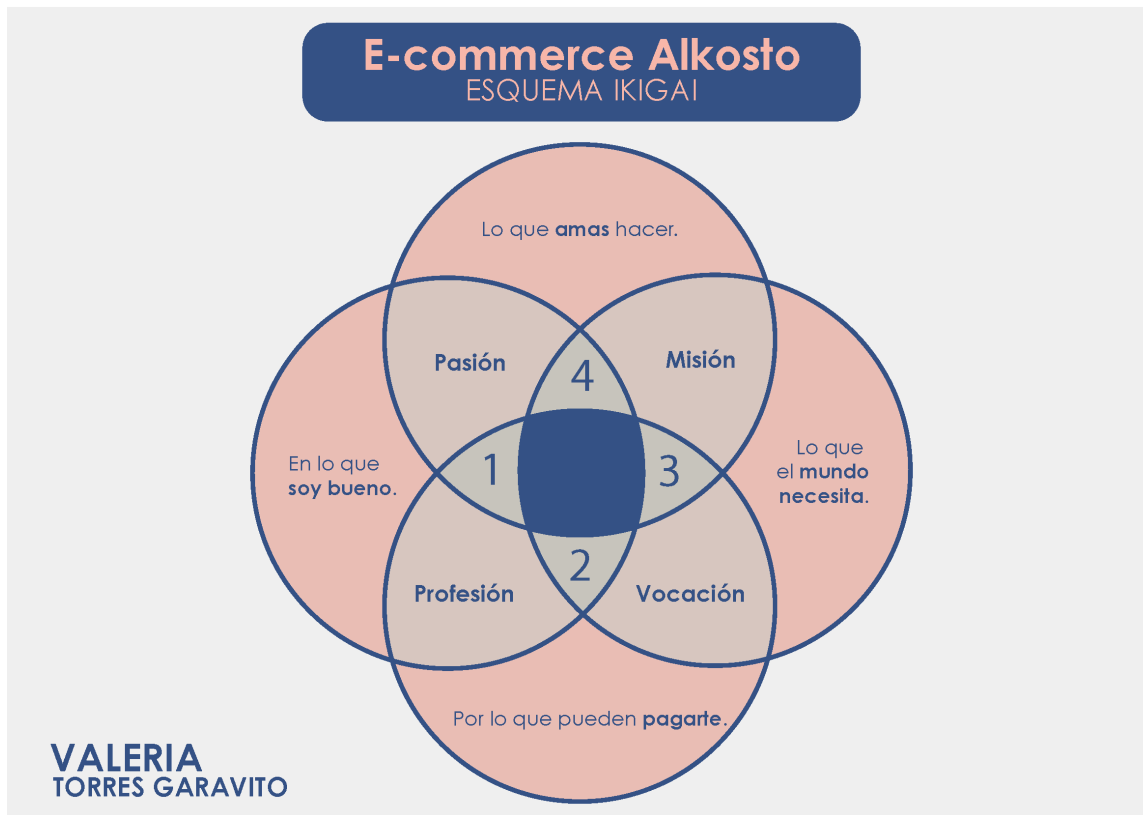 E-commerce Alkosto
ESQUEMA IKIGAI
Lo que amas hacer.
Pasión
Misión
4
En lo que
soy bueno.
1
3
Lo que
el mundo
necesita.
2
Profesión
Vocación
Por lo que pueden pagarte.
VALERIA
TORRES GARAVITO